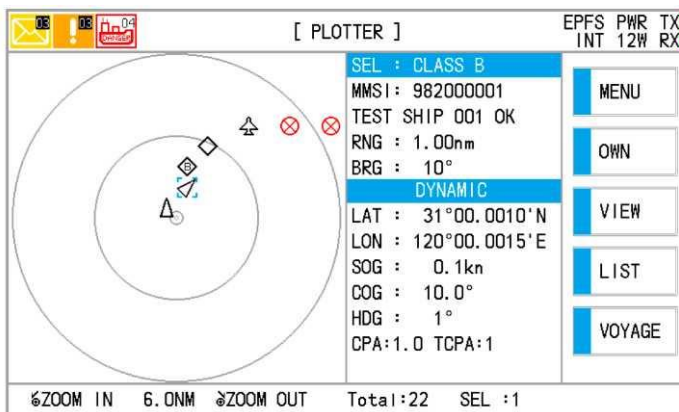 03 03 04
DANGER
[ PLOTTER ]
EPFS PWR TX
INT 12W RX
SEL : CLASS B
MMSI: 982000001
TEST SHIP 001 OK
RNG : 1.00nm
BRG : 10°
DYNAMIC
LAT : 31°00.0010'N
LON : 120°00.0015'E
SOG : 0.1kn
COG : 10.0°
HDG : 1°
CPA:1.0 TCPA:1
B
MENU
OWN
VIEW
LIST
VOYAGE
ZOOM IN 6.0NM ZOOM OUT Total:22 SEL :1